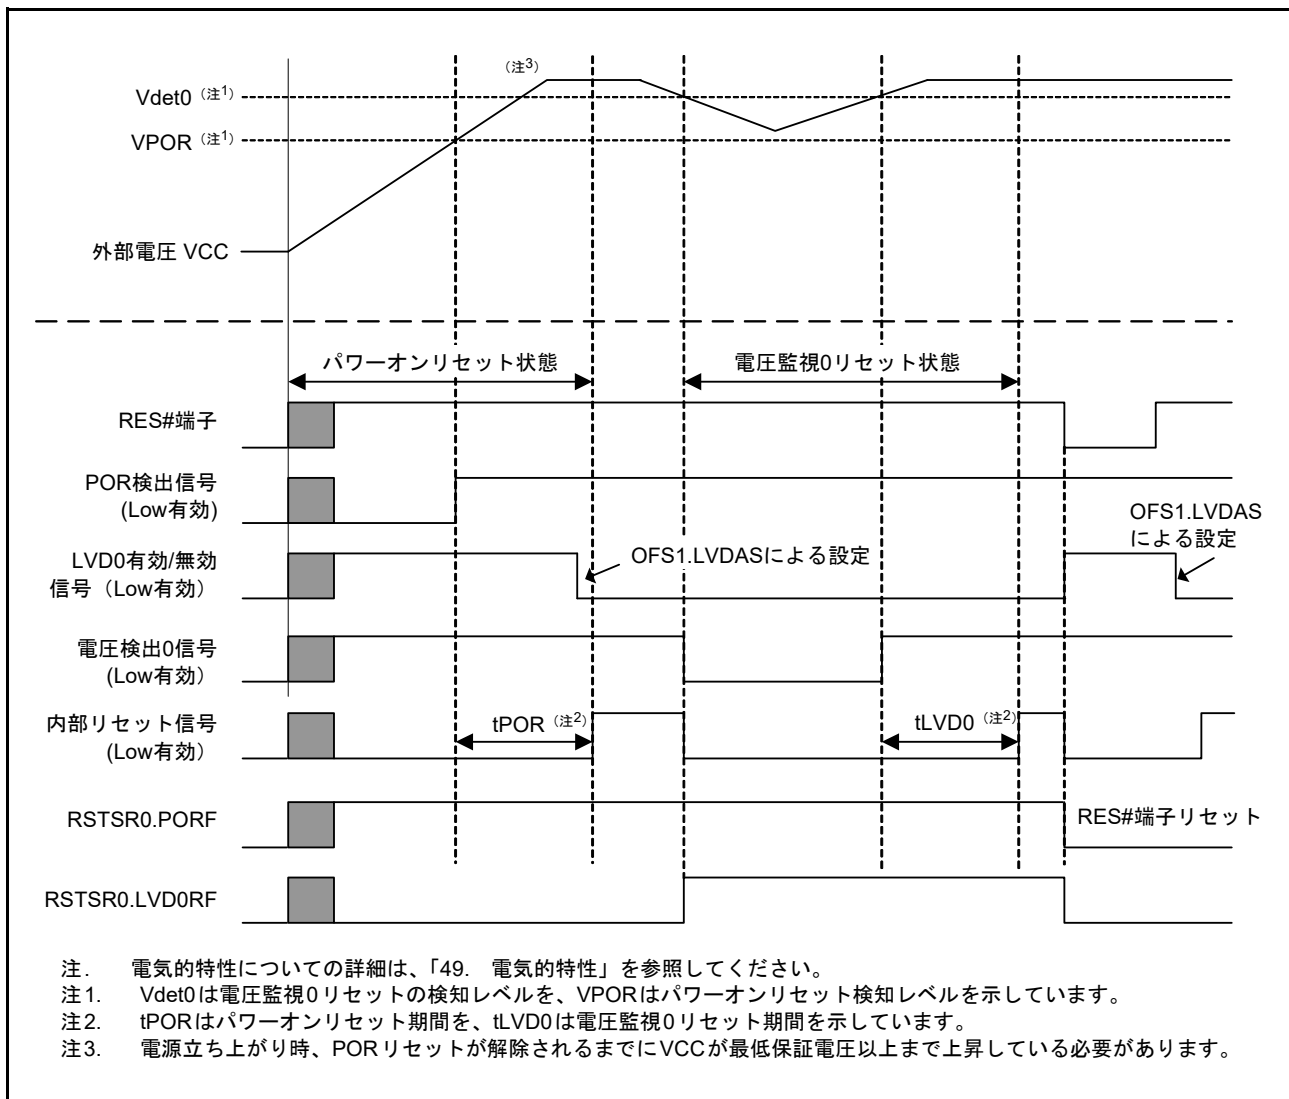 (注3)
Vdet0 (注1)
VPOR (注1)
外部電圧 VCC
パワーオンリセット状態
電圧監視0リセット状態
RES#端子
POR検出信号
(Low有効)
OFS1.LVDAS
による設定
LVD0有効/無効
信号（Low有効）
OFS1.LVDASによる設定
電圧検出0信号
(Low有効）
内部リセット信号
(Low有効）
tPOR (注2)
tLVD0 (注2)
RSTSR0.PORF
RES#端子リセット
RSTSR0.LVD0RF
注. 電気的特性についての詳細は、「49. 電気的特性」を参照してください。
注1. Vdet0は電圧監視0リセットの検知レベルを、VPORはパワーオンリセット検知レベルを示しています。
注2. tPORはパワーオンリセット期間を、tLVD0は電圧監視0リセット期間を示しています。
注3. 電源立ち上がり時、PORリセットが解除されるまでにVCCが最低保証電圧以上まで上昇している必要があります。